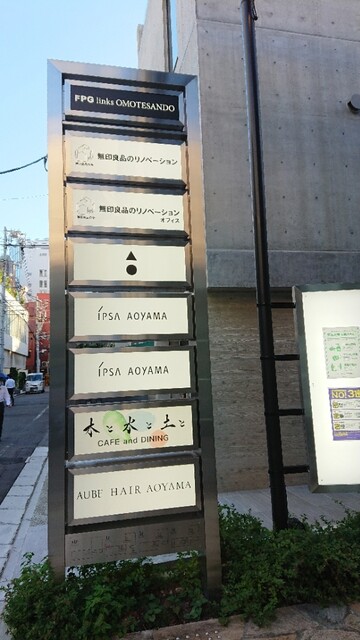 FPG links OMOTESANDO
無印良品のリノベーション
無印良品のリノベーション
オフィス
IPSA AOYAMA
IPSA AOYAMA
木と水と土と
CAFE and DINING
AUBE HAIR AOYAMA